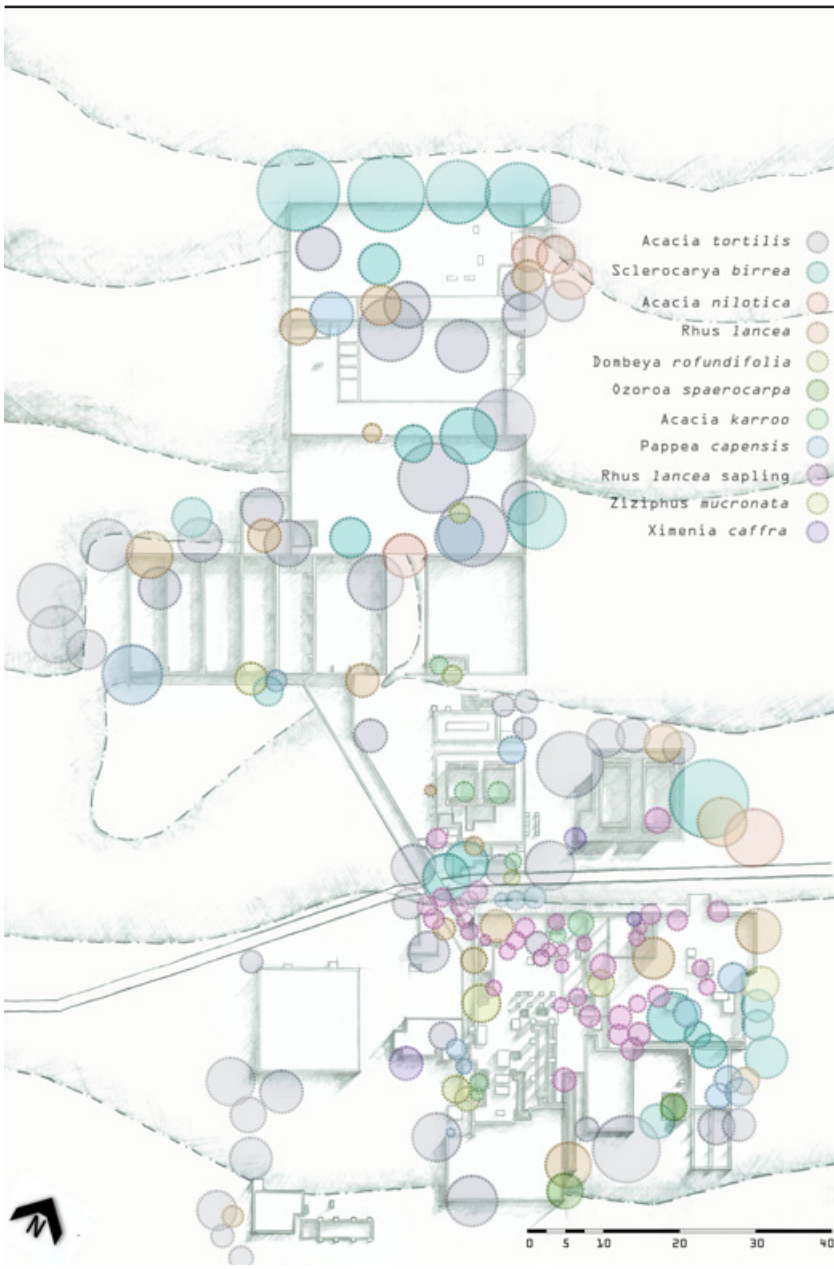 Acacia tortilis
Sclerocarya birrea
Acacia nilotica
Rhus lancea
Dombeya rofundifolia
Ozoroa spaerocarpa
Acacia karroo
Pappea capensis
Rhus lancea sapling
Ziziphus mucronata
Ximenia caffra
N
0 5 10 20 30 40